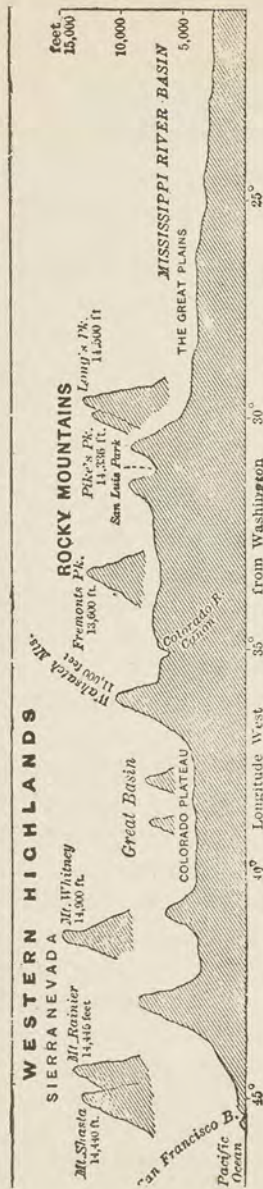 WESTERN HIGHLANDS
SIERRA NEVADA
ROCKY MOUNTAINS
feet
15,000
10,000
5,000
Mt. Shasta
14,440 ft.
Mt. Rainier
14,445 feet
Mt. Whitney
14,900 ft.
Wahsatch Mts.
11,000 feet
Fremonts Pk.
13,600 ft.
Pike's Pk.
14,336 ft.
Long's Pk.
14,500 ft
San Luis Park
Great Basin
COLORADO PLATEAU
Colorado R.
Canon
MISSISSIPPI RIVER BASIN
THE GREAT PLAINS
San Francisco B.
Pacific
Ocean
45°
40°
Longitude West
35°
from Washington
30°
25°